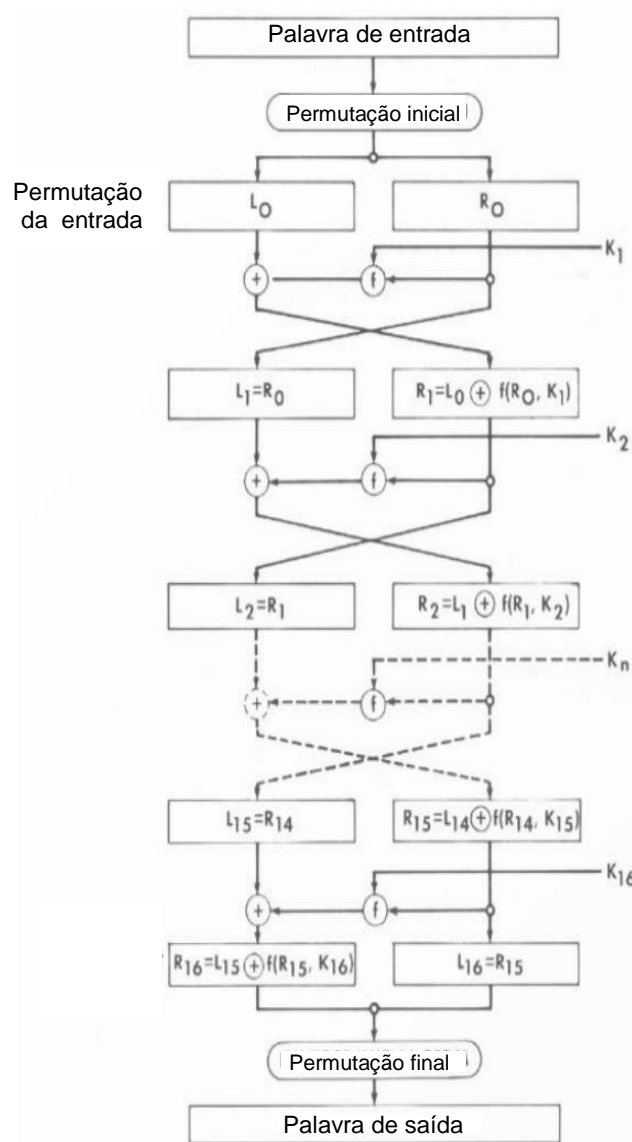 Palavra de entrada
Permutação inicial
Permutação
da entrada
L0
R0
K1
+
f
L1=R0
R1=L0 + f(R0, K1)
K2
+
f
L2=R1
R2=L1 + f(R1, K2)
Kn
+
f
L15=R14
R15=L14 + f(R14, K15)
K16
+
f
R16=L15 + f(R15, K16)
L16=R15
Permutação final
Palavra de saída